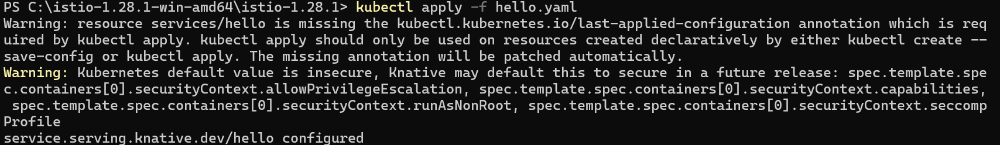 PS C:\istio-1.28.1-win-amd64\istio-1.28.1> kubectl apply -f hello.yaml
Warning: resource services/hello is missing the kubectl.kubernetes.io/last-applied-configuration annotation which is req
uired by kubectl apply. kubectl apply should only be used on resources created declaratively by either kubectl create --
save-config or kubectl apply. The missing annotation will be patched automatically.
Warning: Kubernetes default value is insecure, Knative may default this to secure in a future release: spec.template.spe
c.containers[0].securityContext.allowPrivilegeEscalation, spec.template.spec.containers[0].securityContext.capabilities,
 spec.template.spec.containers[0].securityContext.runAsNonRoot, spec.template.spec.containers[0].securityContext.seccomp
Profile
service.serving.knative.dev/hello configured